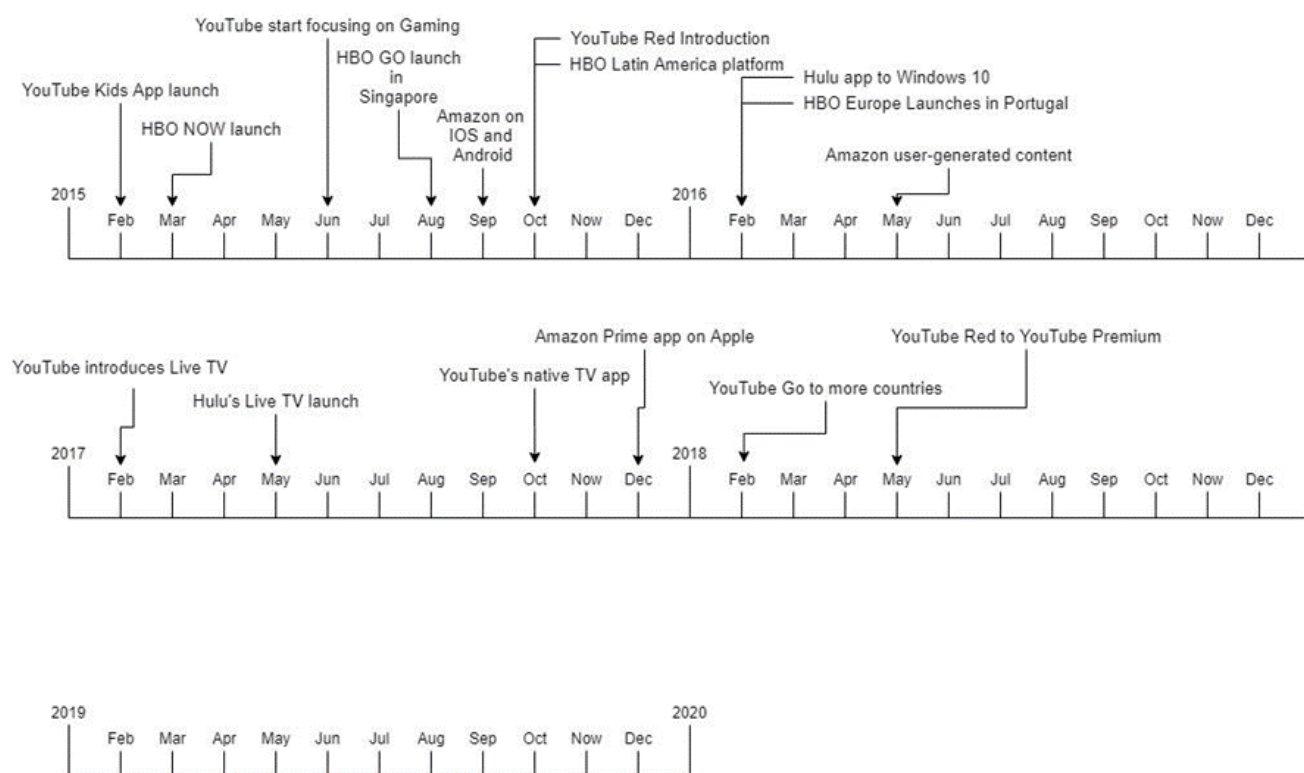 YouTube start focusing on Gaming
YouTube Red Introduction
HBO GO launch
in
Singapore
HBO Latin America platform
Hulu app to Windows 10
YouTube Kids App launch
HBO Europe Launches in Portugal
HBO NOW launch
Amazon on
IOS and
Android
Amazon user-generated content
2015
2016
Feb Mar Apr May Jun Jul Aug Sep Oct Now Dec Feb Mar Apr May Jun Jul Aug Sep Oct Now Dec
Amazon Prime app on Apple
YouTube Red to YouTube Premium
YouTube introduces Live TV
YouTube's native TV app
YouTube Go to more countries
Hulu's Live TV launch
2017
2018
Feb Mar Apr May Jun Jul Aug Sep Oct Now Dec Feb Mar Apr May Jun Jul Aug Sep Oct Now Dec
2019
2020
Feb Mar Apr May Jun Jul Aug Sep Oct Now Dec